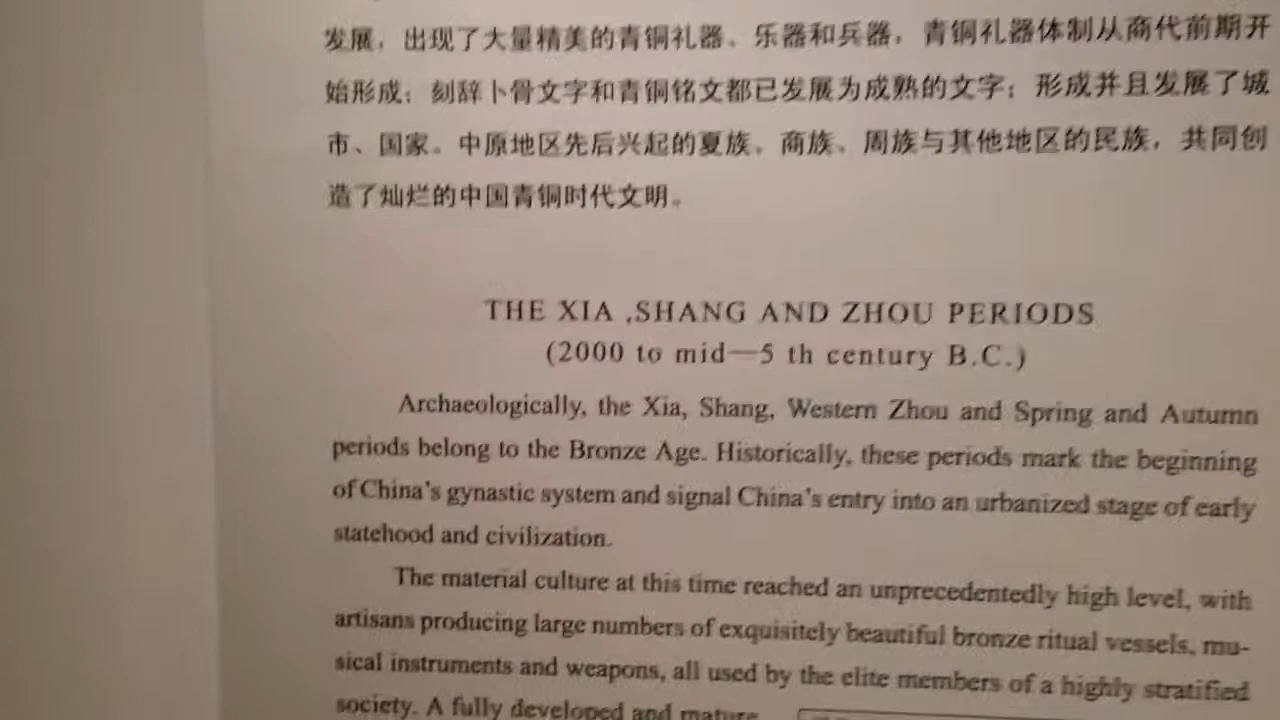 发展，出现了大量精美的青铜礼器、乐器和兵器，青铜礼器体制从商代前期开
始形成；刻辞卜骨文字和青铜铭文都已发展为成熟的文字；形成并且发展了城
市、国家。中原地区先后兴起的夏族、商族、周族与其他地区的民族，共同创
造了灿烂的中国青铜时代文明。
THE XIA ,SHANG AND ZHOU PERIODS
(2000 to mid—5 th century B.C.)
Archaeologically, the Xia, Shang, Western Zhou and Spring and Autumn
periods belong to the Bronze Age. Historically, these periods mark the beginning
of China's gynastic system and signal China's entry into an urbanized stage of early
statehood and civilization.
The material culture at this time reached an unprecedentedly high level, with
artisans producing large numbers of exquisitely beautiful bronze ritual vessels, mu-
sical instruments and weapons, all used by the elite members of a highly stratified
society. A fully developed and mature